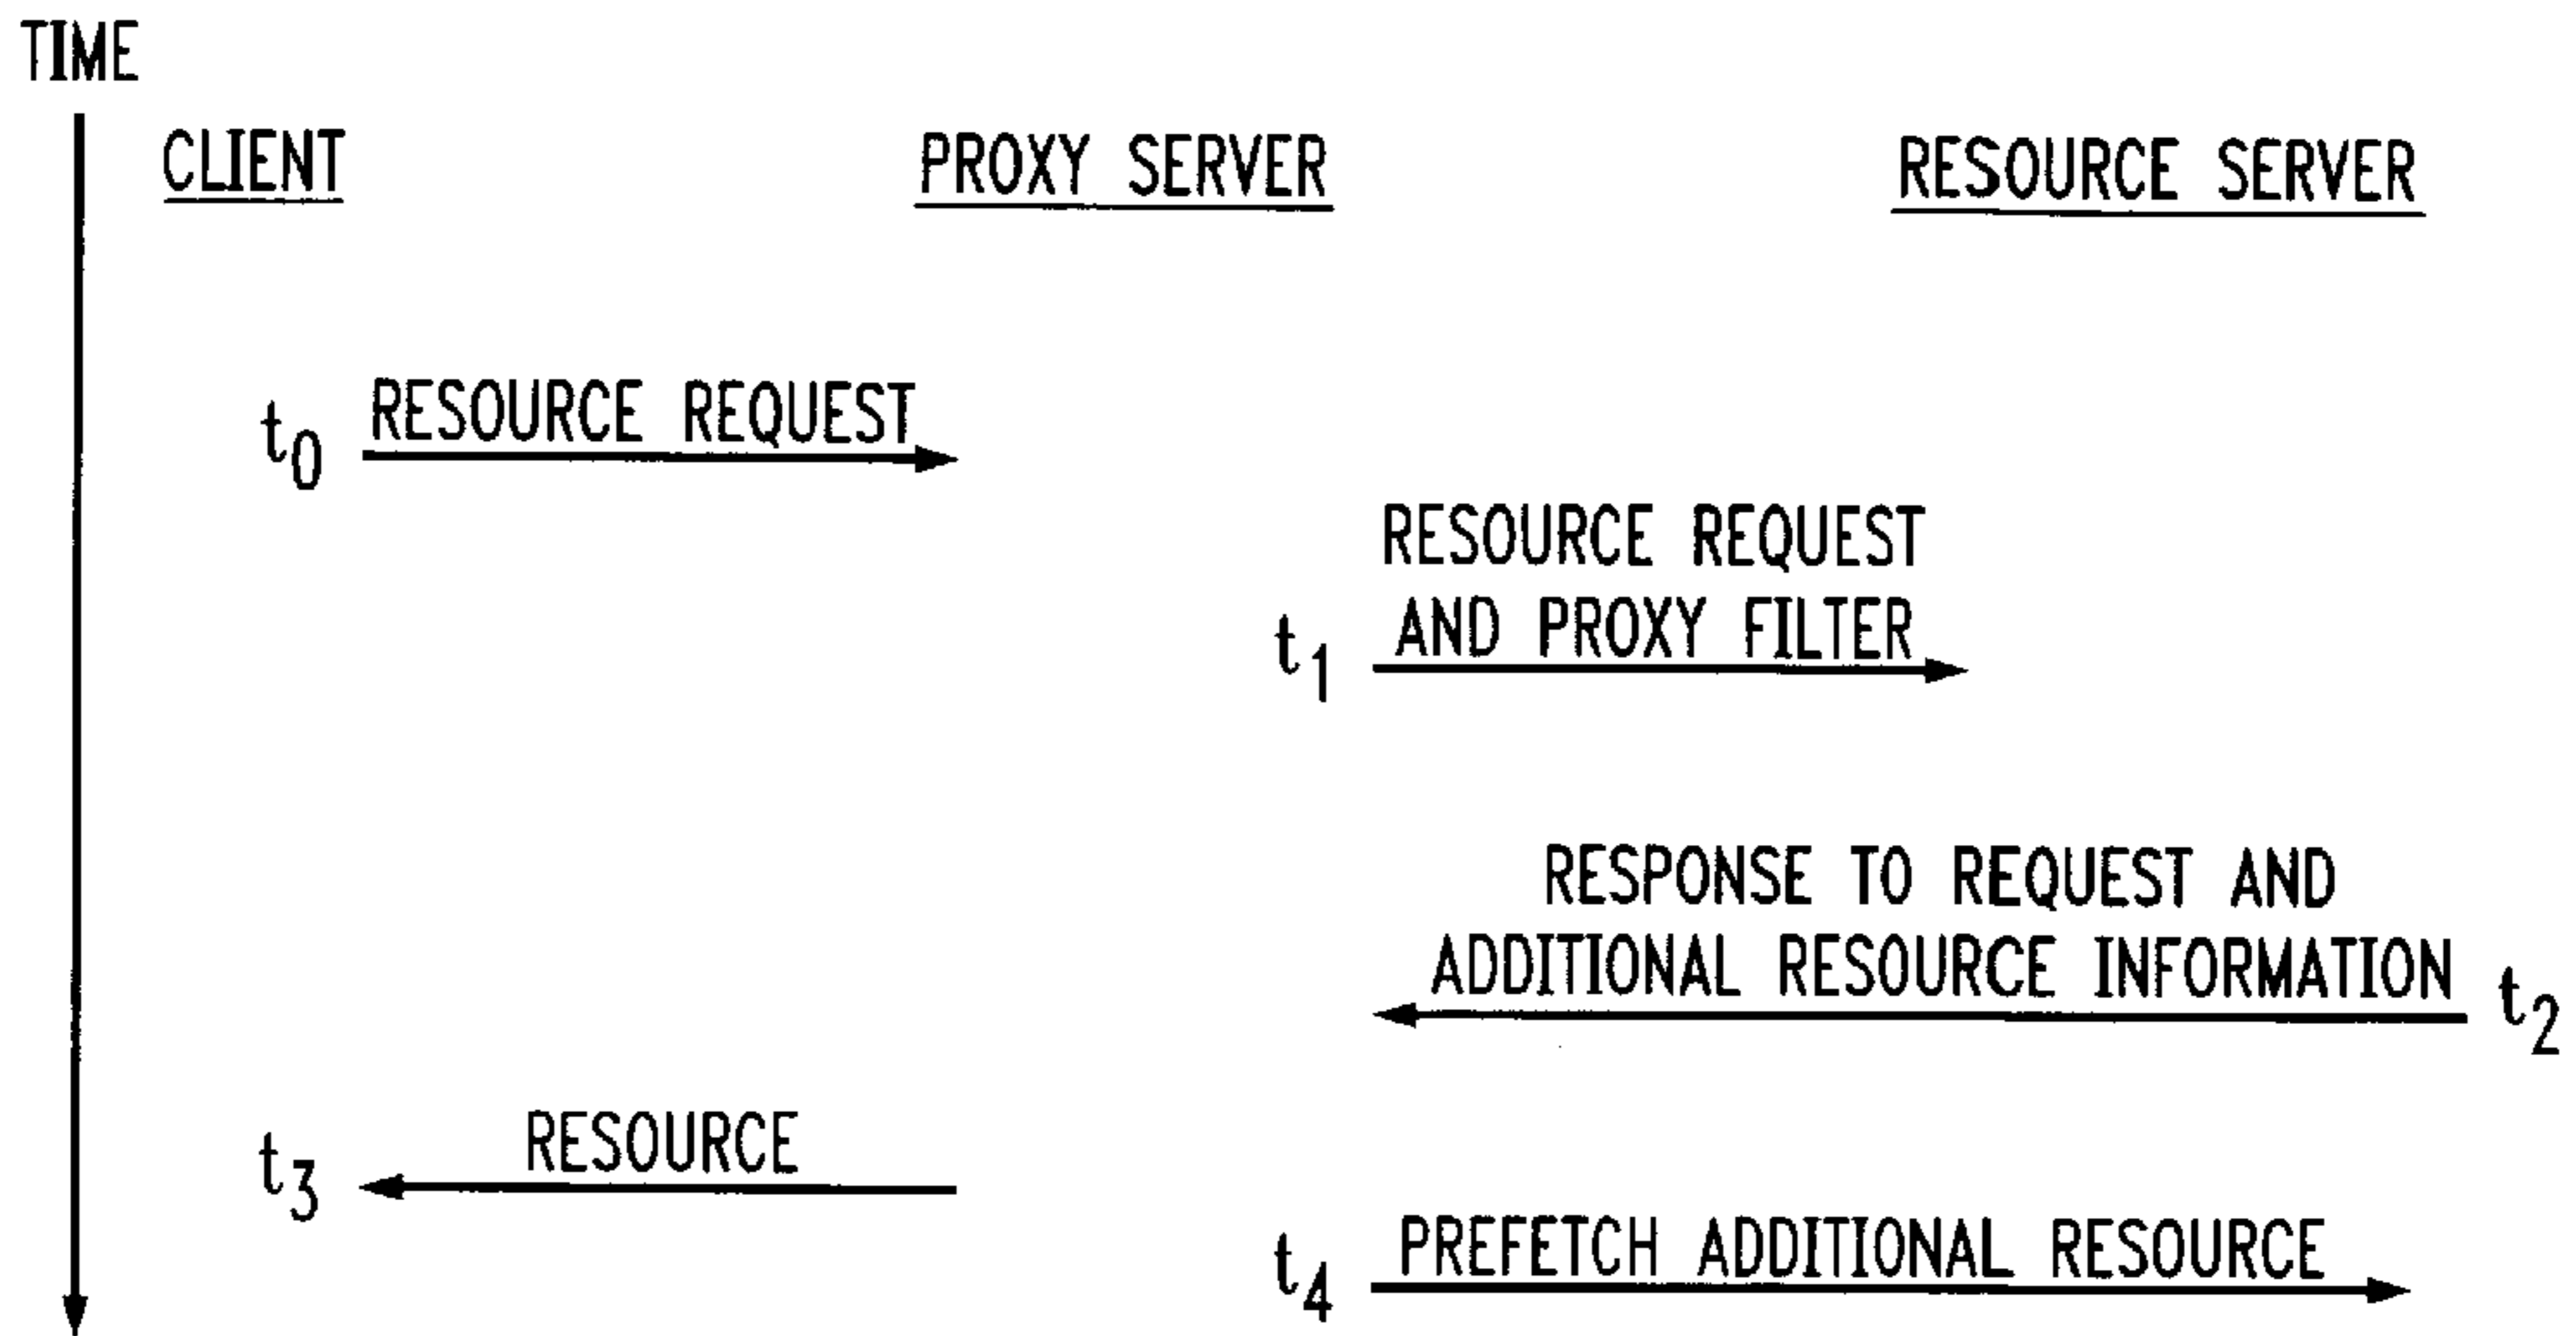 TIME
CLIENT PROXY SERVER RESOURCE SERVER
t0 RESOURCE REQUEST
RESOURCE REQUEST
t1 AND PROXY FILTER
RESPONSE TO REQUEST AND
ADDITIONAL RESOURCE INFORMATION t2
t3 RESOURCE
t4 PREFETCH ADDITIONAL RESOURCE